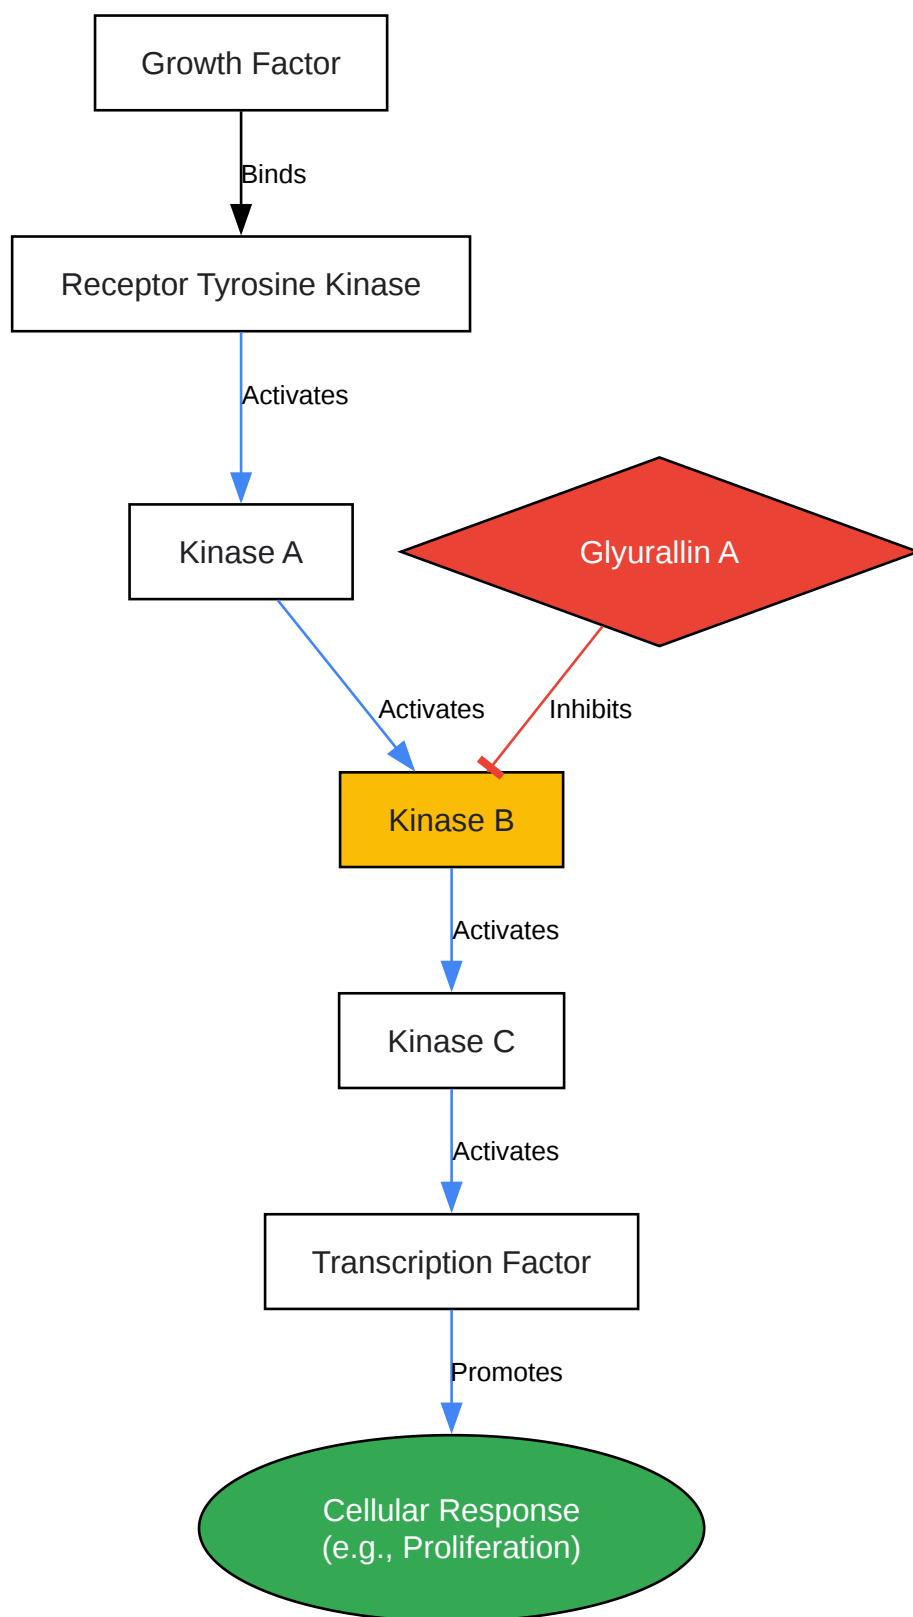 Growth Factor
Binds
Receptor Tyrosine Kinase
Activates
Kinase A
Glyurallin A
Activates
Inhibits
Kinase B
Activates
Kinase C
Activates
Transcription Factor
Promotes
Cellular Response
(e.g., Proliferation)